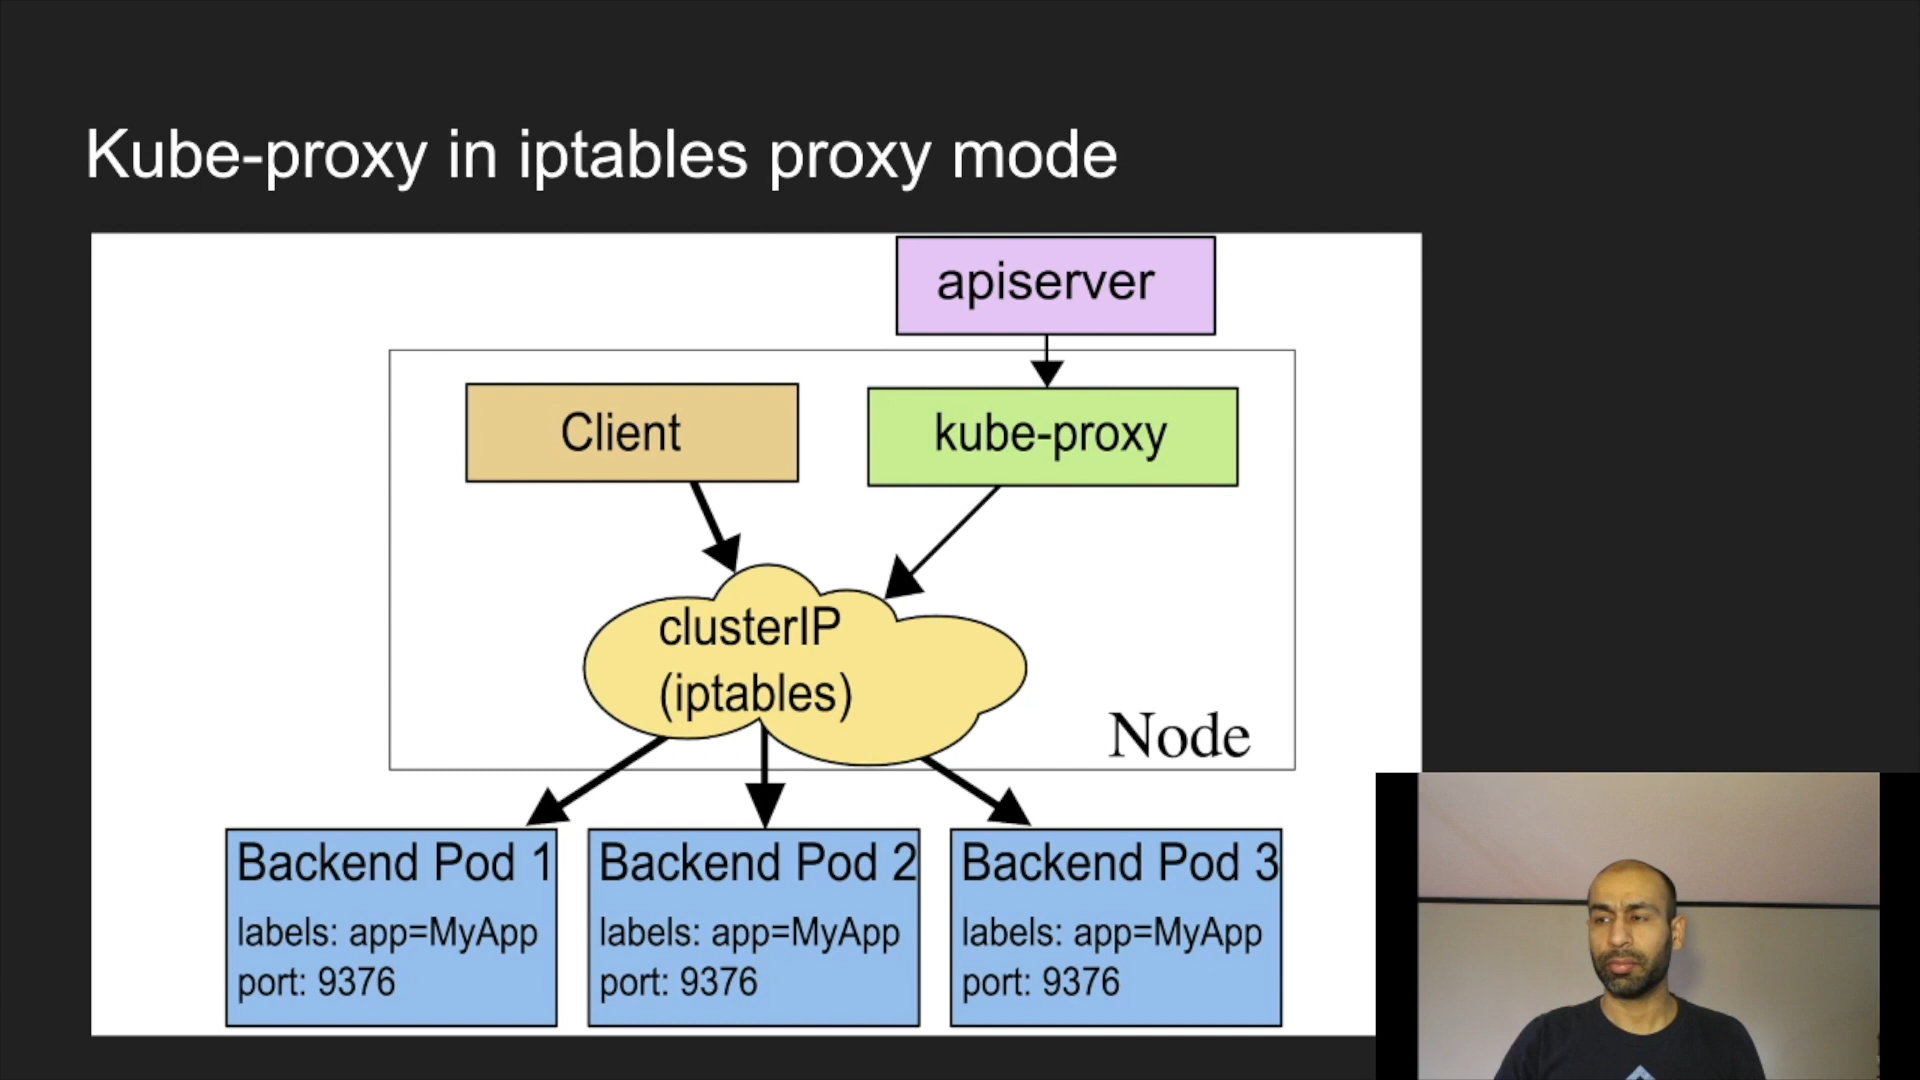 Kube-proxy in iptables proxy mode
apiserver
Client
kube-proxy
clusterIP
(iptables)
Node
Backend Pod 1
labels: app=MyApp
port: 9376
Backend Pod 2
labels: app=MyApp
port: 9376
Backend Pod 3
labels: app=MyApp
port: 9376